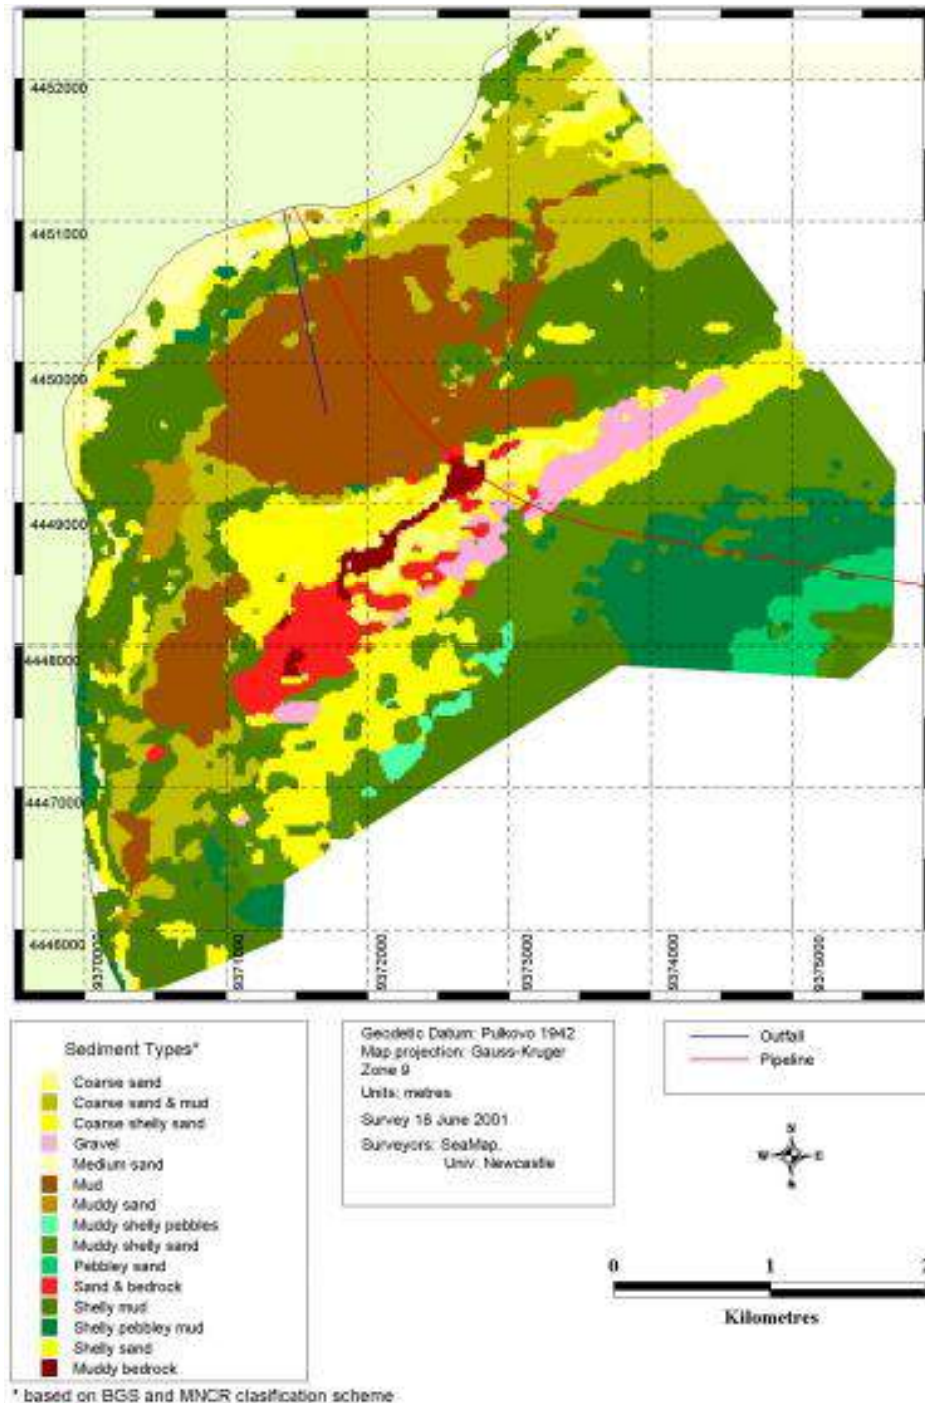 4452000
4451000
4450000
4449000
4448000
4447000
4446000
9370000
9371000
9372000
9373000
9374000
9375000
Sediment Types*
Coarse sand
Coarse sand & mud
Coarse shelly sand
Gravel
Medium sand
Mud
Muddy sand
Muddy shelly pebbles
Muddy shelly sand
Pebbley sand
Sand & bedrock
Shelly mud
Shelly pebbley mud
Shelly sand
Muddy bedrock
Geodetic Datum: Pulkovo 1942
Map projection: Gauss-Kruger
Zone 9
Units: metres
Survey 16 June 2001
Surveyors: SeaMap,
Univ. Newcastle
Outfall
Pipeline
N
W E
S
0 1 2
Kilometres
* based on BGS and MNCR clasification scheme